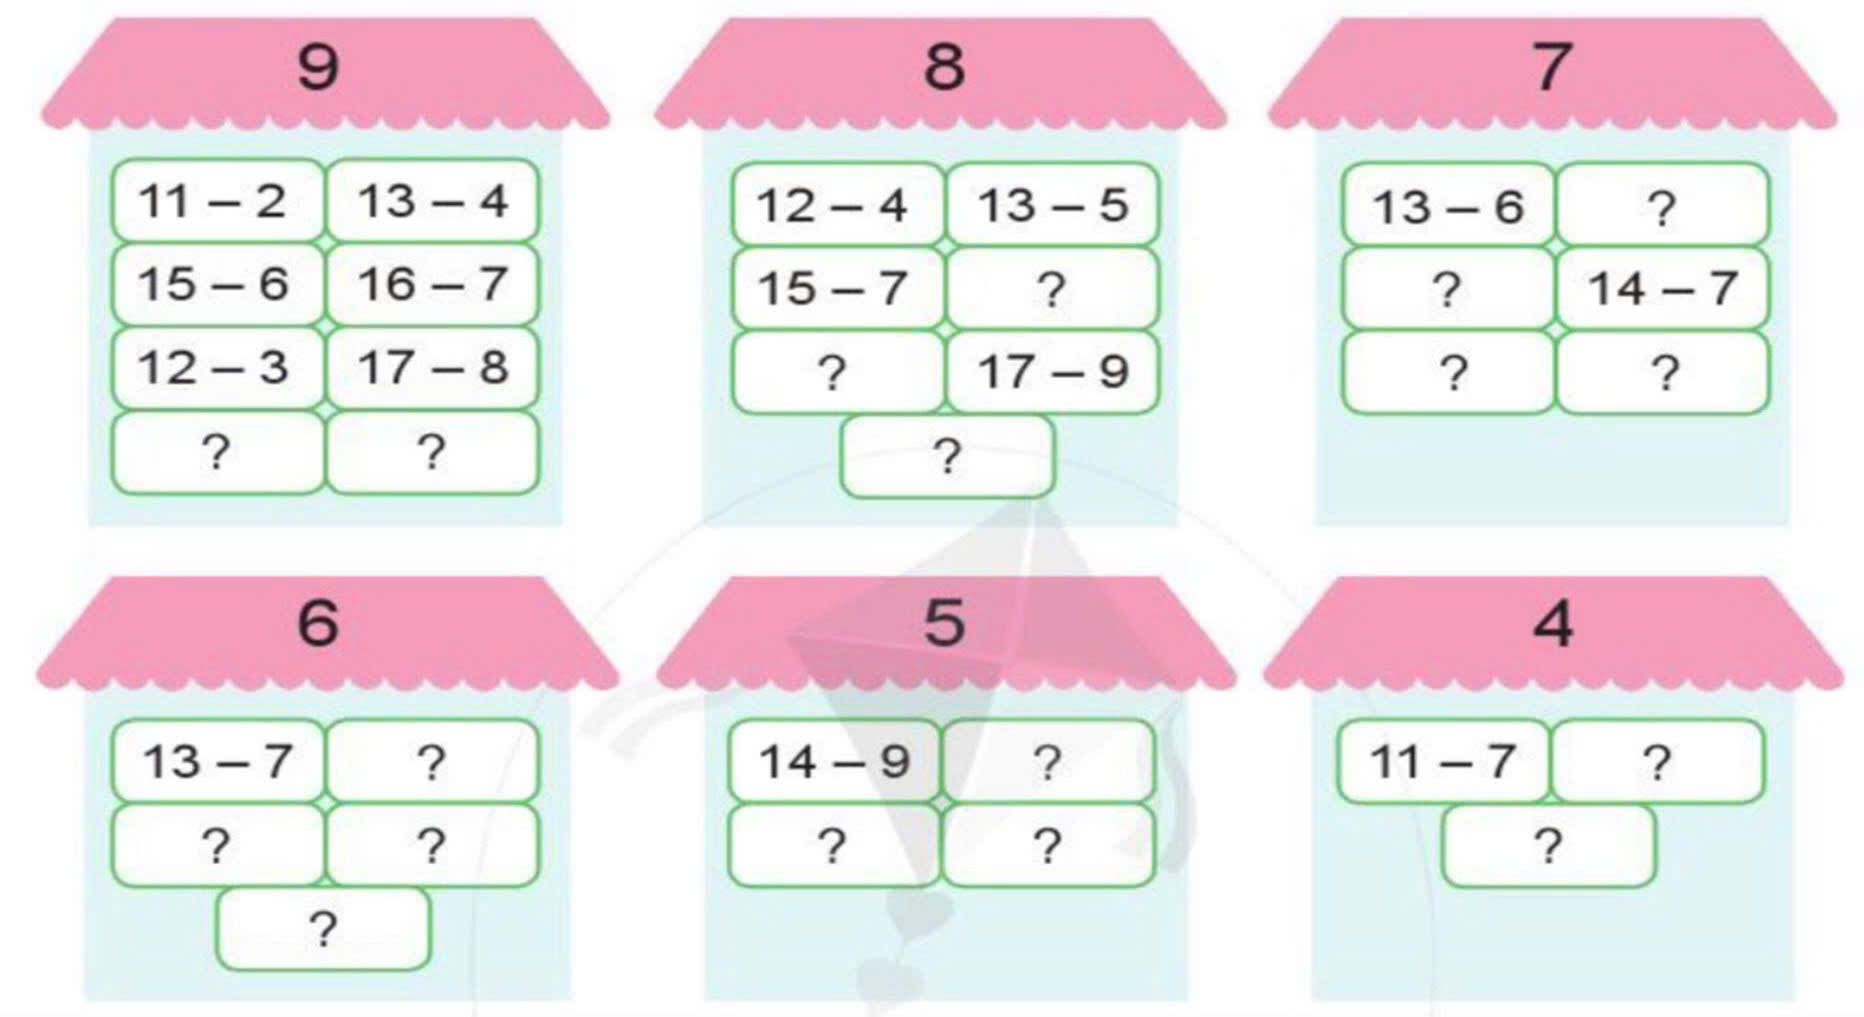 9
11 – 2 13 – 4
15 – 6 16 – 7
12 – 3 17 – 8
? ?
8
12 – 4 13 – 5
15 – 7 ?
? 17 – 9
?
7
13 – 6 ?
? 14 – 7
? ?
6
13 – 7 ?
? ?
?
5
14 – 9 ?
? ?
4
11 – 7 ?
?